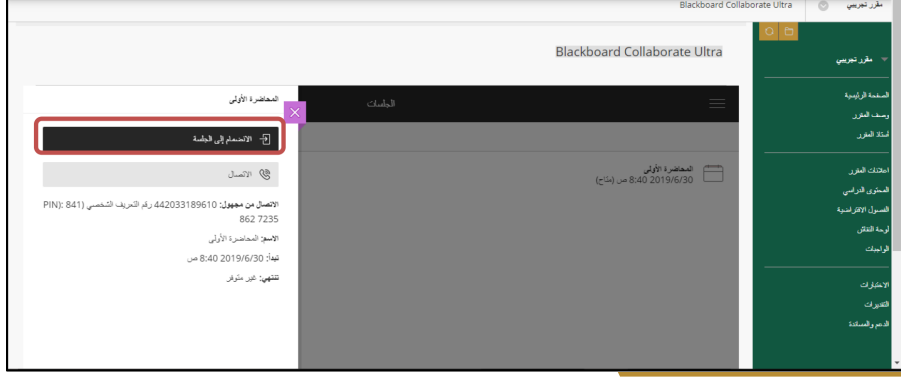 مقرر تجريبي
Blackboard Collaborate Ultra
مقرر تجريبي
الصفحة الرئيسية
وصف المقرر
أستاذ المقرر
اعلانات المقرر
المحتوى الدراسي
الفصول الافتراضية
لوحة النقاش
الواجبات
الاختبارات
التقديرات
الدعم والمساندة
Blackboard Collaborate Ultra
الجلسات
المحاضرة الأولى
2019/6/30 8:40 ص (متاح)
المحاضرة الأولى
الانضمام إلى الجلسة
الاتصال
الاتصال من مجهول: 442033189610 رقم التعريف الشخصي (PIN): 841
862 7235
الاسم: المحاضرة الأولى
تبدأ: 2019/6/30 8:40 ص
تنتهي: غير متوفر